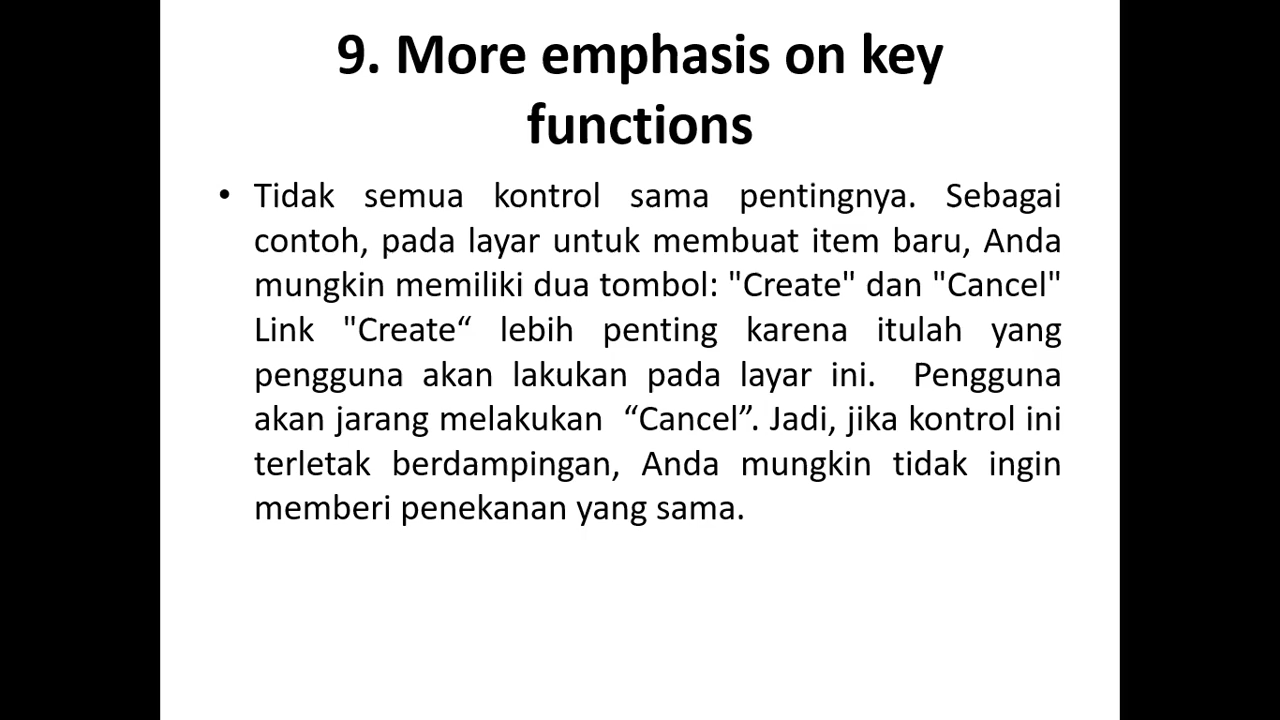 9. More emphasis on key
functions
• Tidak semua kontrol sama pentingnya. Sebagai
contoh, pada layar untuk membuat item baru, Anda
mungkin memiliki dua tombol: "Create" dan "Cancel"
Link "Create“ lebih penting karena itulah yang
pengguna akan lakukan pada layar ini.  Pengguna
akan jarang melakukan  “Cancel”. Jadi, jika kontrol ini
terletak berdampingan, Anda mungkin tidak ingin
memberi penekanan yang sama.